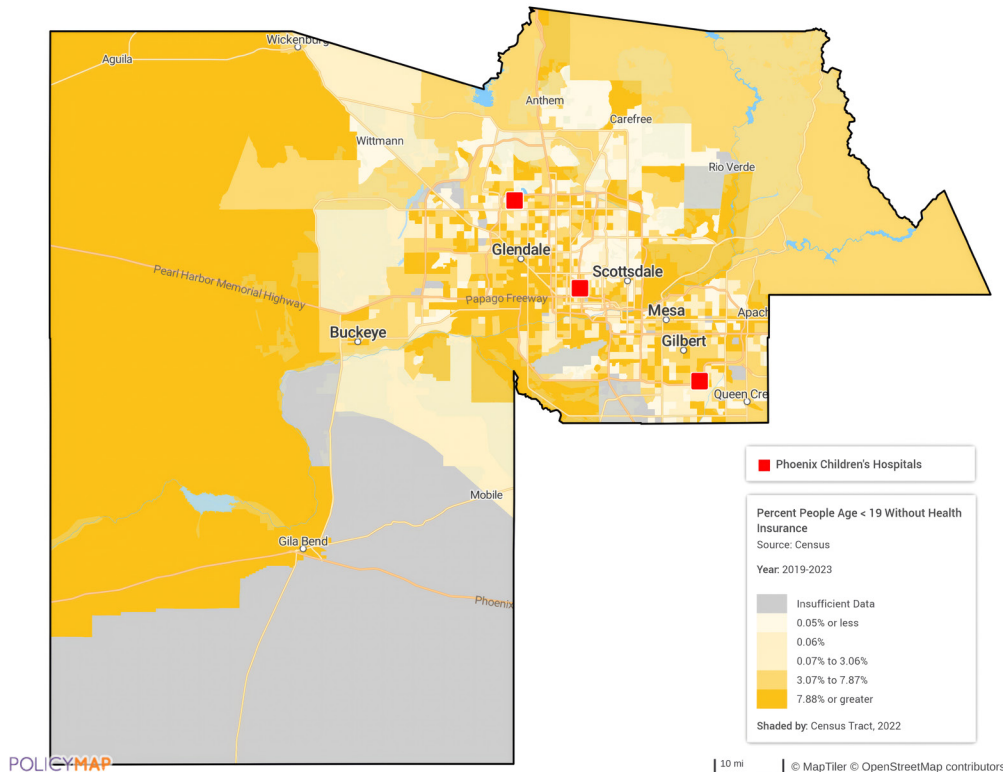 Wickenburg
Aguila
Anthem
Carefree
Wittmann
Rio Verde
Glendale
Scottsdale
Pearl Harbor Memorial Highway
Papago Freeway
Mesa
Apach
Buckeye
Gilbert
Queen Cre
Mobile
Gila Bend
Phoenix
Phoenix Children's Hospitals
Percent People Age < 19 Without Health
Insurance
Source: Census
Year: 2019-2023
Insufficient Data
0.05% or less
0.06%
0.07% to 3.06%
3.07% to 7.87%
7.88% or greater
Shaded by: Census Tract, 2022
POLICYMAP
10 mi
© MapTiler © OpenStreetMap contributors